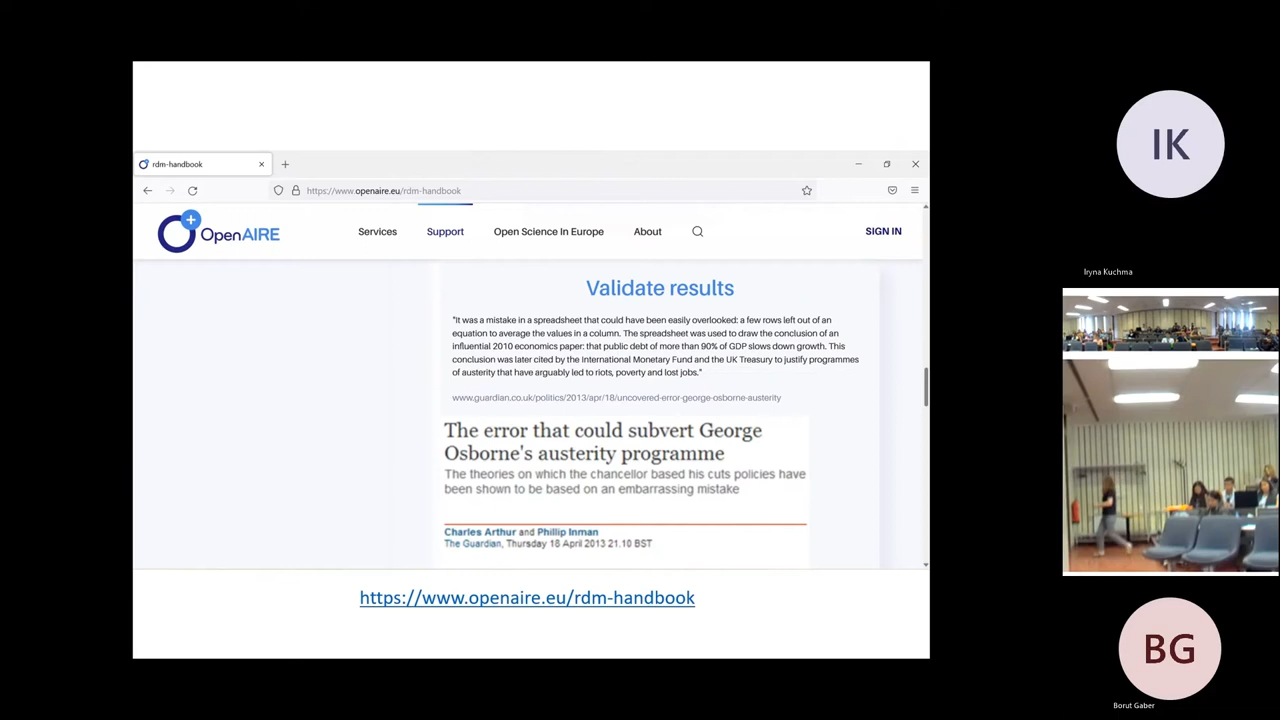 rdm-handbook
https://www.openaire.eu/rdm-handbook
OpenAIRE
Services
Support
Open Science In Europe
About
SIGN IN
Validate results
"It was a mistake in a spreadsheet that could have been easily overlooked: a few rows left out of an
equation to average the values in a column. The spreadsheet was used to draw the conclusion of an
influential 2010 economics paper: that public debt of more than 90% of GDP slows down growth. This
conclusion was later cited by the International Monetary Fund and the UK Treasury to justify programmes
of austerity that have arguably led to riots, poverty and lost jobs."
www.guardian.co.uk/politics/2013/apr/18/uncovered-error-george-osborne-austerity
The error that could subvert George
Osborne's austerity programme
The theories on which the chancellor based his cuts policies have
been shown to be based on an embarrassing mistake
Charles Arthur and Phillip Inman
The Guardian, Thursday 18 April 2013 21.10 BST
https://www.openaire.eu/rdm-handbook
IK
Iryna Kuchma
BG
Borut Gaber